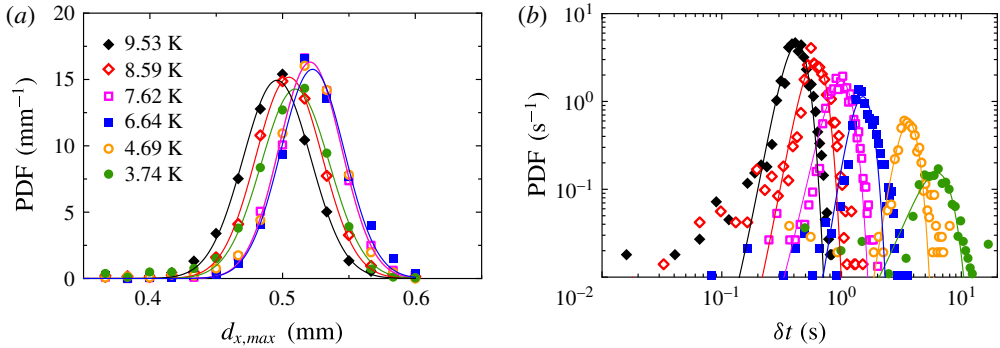 (a)
20
15
10
5
0
PDF (mm⁻¹)
9.53 K
8.59 K
7.62 K
6.64 K
4.69 K
3.74 K
0.4
0.5
0.6
d_{x,max} (mm)
(b)
10¹
10⁰
10⁻¹
PDF (s⁻¹)
10⁻²
10⁻¹
10⁰
10¹
δt (s)